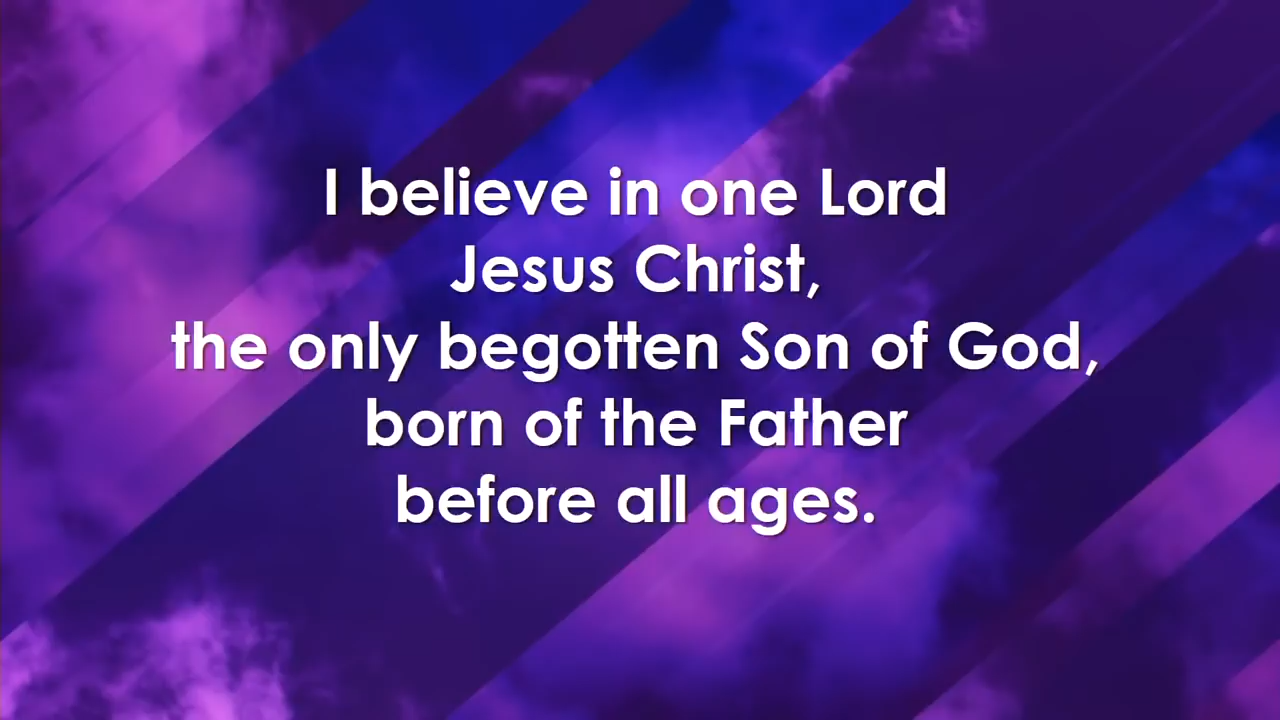 I believe in one Lord
Jesus Christ,
the only begotten Son of God,
born of the Father
before all ages.